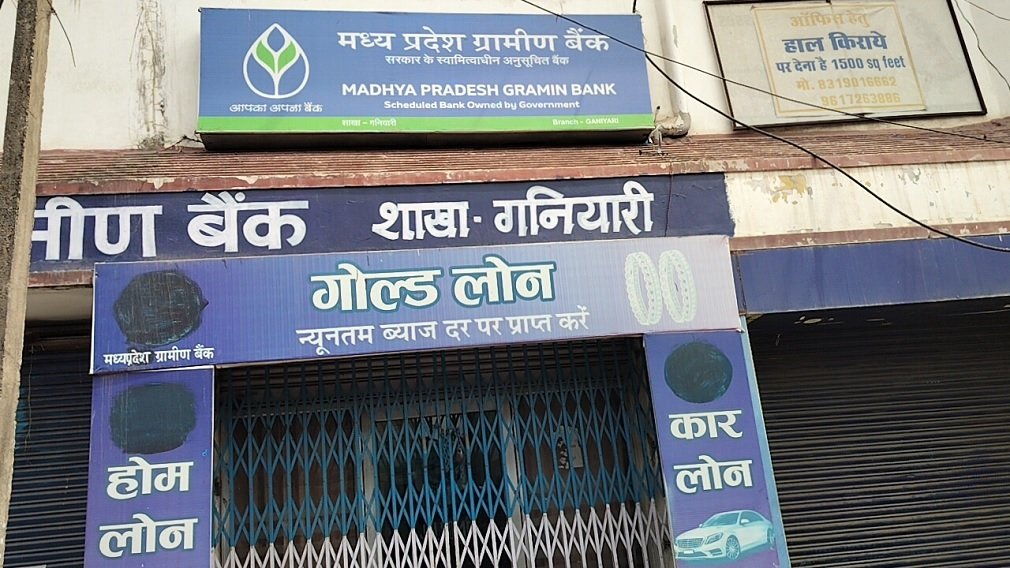 मध्य प्रदेश ग्रामीण बैंक
सरकार के स्वामित्वाधीन अनुसूचित बैंक
MADHYA PRADESH GRAMIN BANK
Scheduled Bank Owned by Government
आपका अपना बैंक
शाखा - गनियारी
Branch - GANIYARI
ऑफिस हेतु
हाल किराये
पर देना है 1500 sq feet
मो. 8319016662
9617263886
मीण बैंक शाखा - गनियारी
गोल्ड लोन
न्यूनतम ब्याज दर पर प्राप्त करें
मध्यप्रदेश ग्रामीण बैंक
होम
लोन
कार
लोन